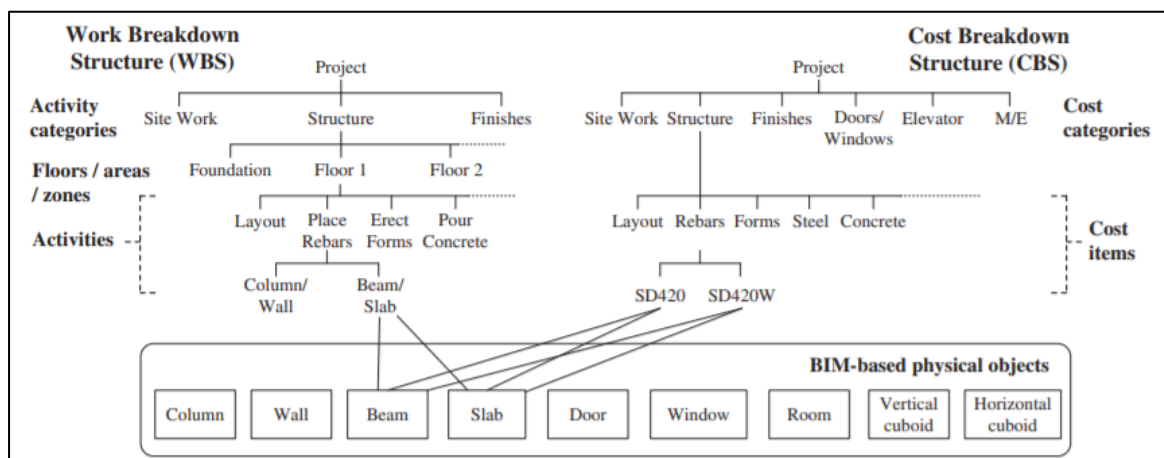 Work Breakdown
Structure (WBS)
Cost Breakdown
Structure (CBS)
Project
Project
Activity
categories
Site Work
Structure
Finishes
Site Work
Structure
Finishes
Doors/
Windows
Elevator
M/E
Cost
categories
Floors / areas
/ zones
Foundation
Floor 1
Floor 2
Activities
Layout
Place
Rebars
Erect
Forms
Pour
Concrete
Layout
Rebars
Forms
Steel
Concrete
Cost
items
Column/
Wall
Beam/
Slab
SD420
SD420W
BIM-based physical objects
Column
Wall
Beam
Slab
Door
Window
Room
Vertical
cuboid
Horizontal
cuboid